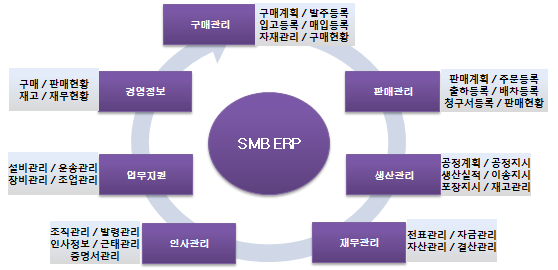 구매관리
구매계획 / 발주등록
입고등록 / 매입등록
자재관리 / 구매현황
판매관리
판매계획 / 주문등록
출하등록 / 배차등록
청구서등록 / 판매현황
생산관리
공정계획 / 공정지시
생산실적 / 이송지시
포장지시 / 재고관리
재무관리
전표관리 / 자금관리
자산관리 / 결산관리
인사관리
조직관리 / 발령관리
인사정보 / 근태관리
증명서관리
업무지원
설비관리 / 운송관리
장비관리 / 조업관리
경영정보
구매 / 판매현황
재고 / 재무현황
SMB ERP